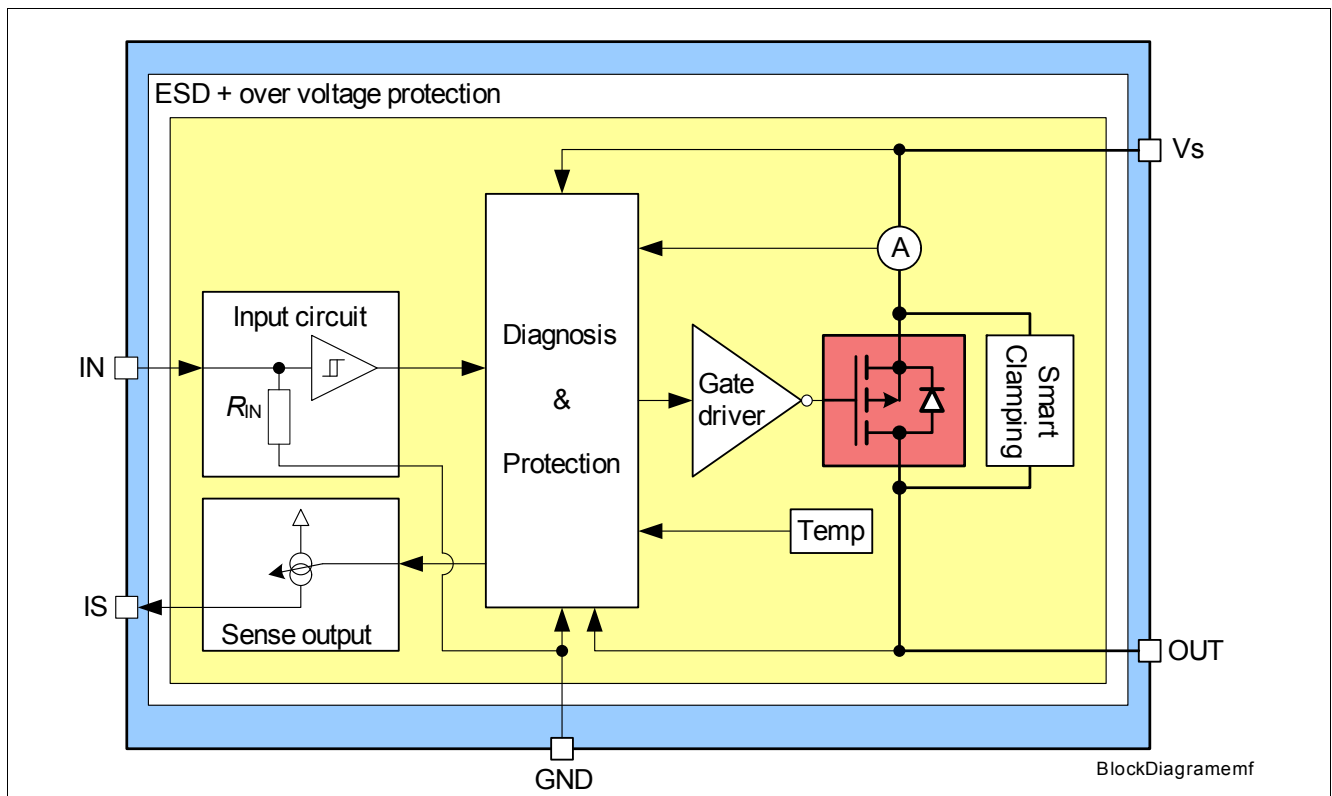 ESD + over voltage protection
Vs
A
Input circuit
Diagnosis
&
Protection
IN
RIN
Gate
driver
Smart
Clamping
Temp
IS
Sense output
OUT
GND
BlockDiagramemf